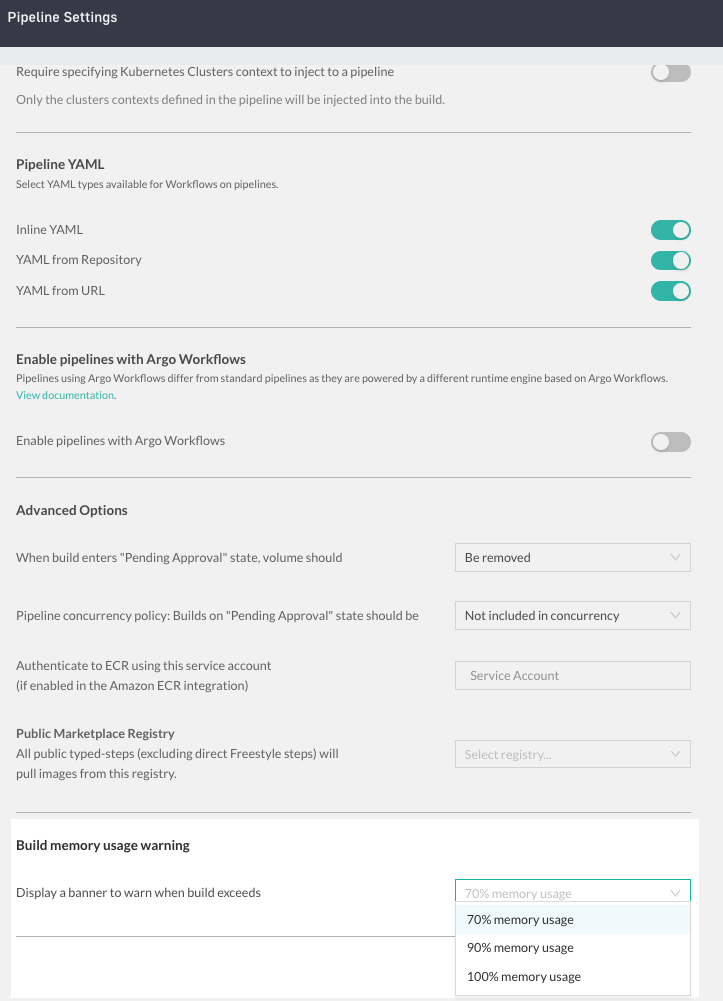 Pipeline Settings
Require specifying Kubernetes Clusters context to inject to a pipeline
Only the clusters contexts defined in the pipeline will be injected into the build.
Pipeline YAML
Select YAML types available for Workflows on pipelines.
Inline YAML
YAML from Repository
YAML from URL
Enable pipelines with Argo Workflows
Pipelines using Argo Workflows differ from standard pipelines as they are powered by a different runtime engine based on Argo Workflows.
View documentation.
Enable pipelines with Argo Workflows
Advanced Options
When build enters "Pending Approval" state, volume should
Be removed
Pipeline concurrency policy: Builds on "Pending Approval" state should be
Not included in concurrency
Authenticate to ECR using this service account
(if enabled in the Amazon ECR integration)
Service Account
Public Marketplace Registry
All public typed-steps (excluding direct Freestyle steps) will
pull images from this registry.
Select registry...
Build memory usage warning
Display a banner to warn when build exceeds
70% memory usage
70% memory usage
90% memory usage
100% memory usage